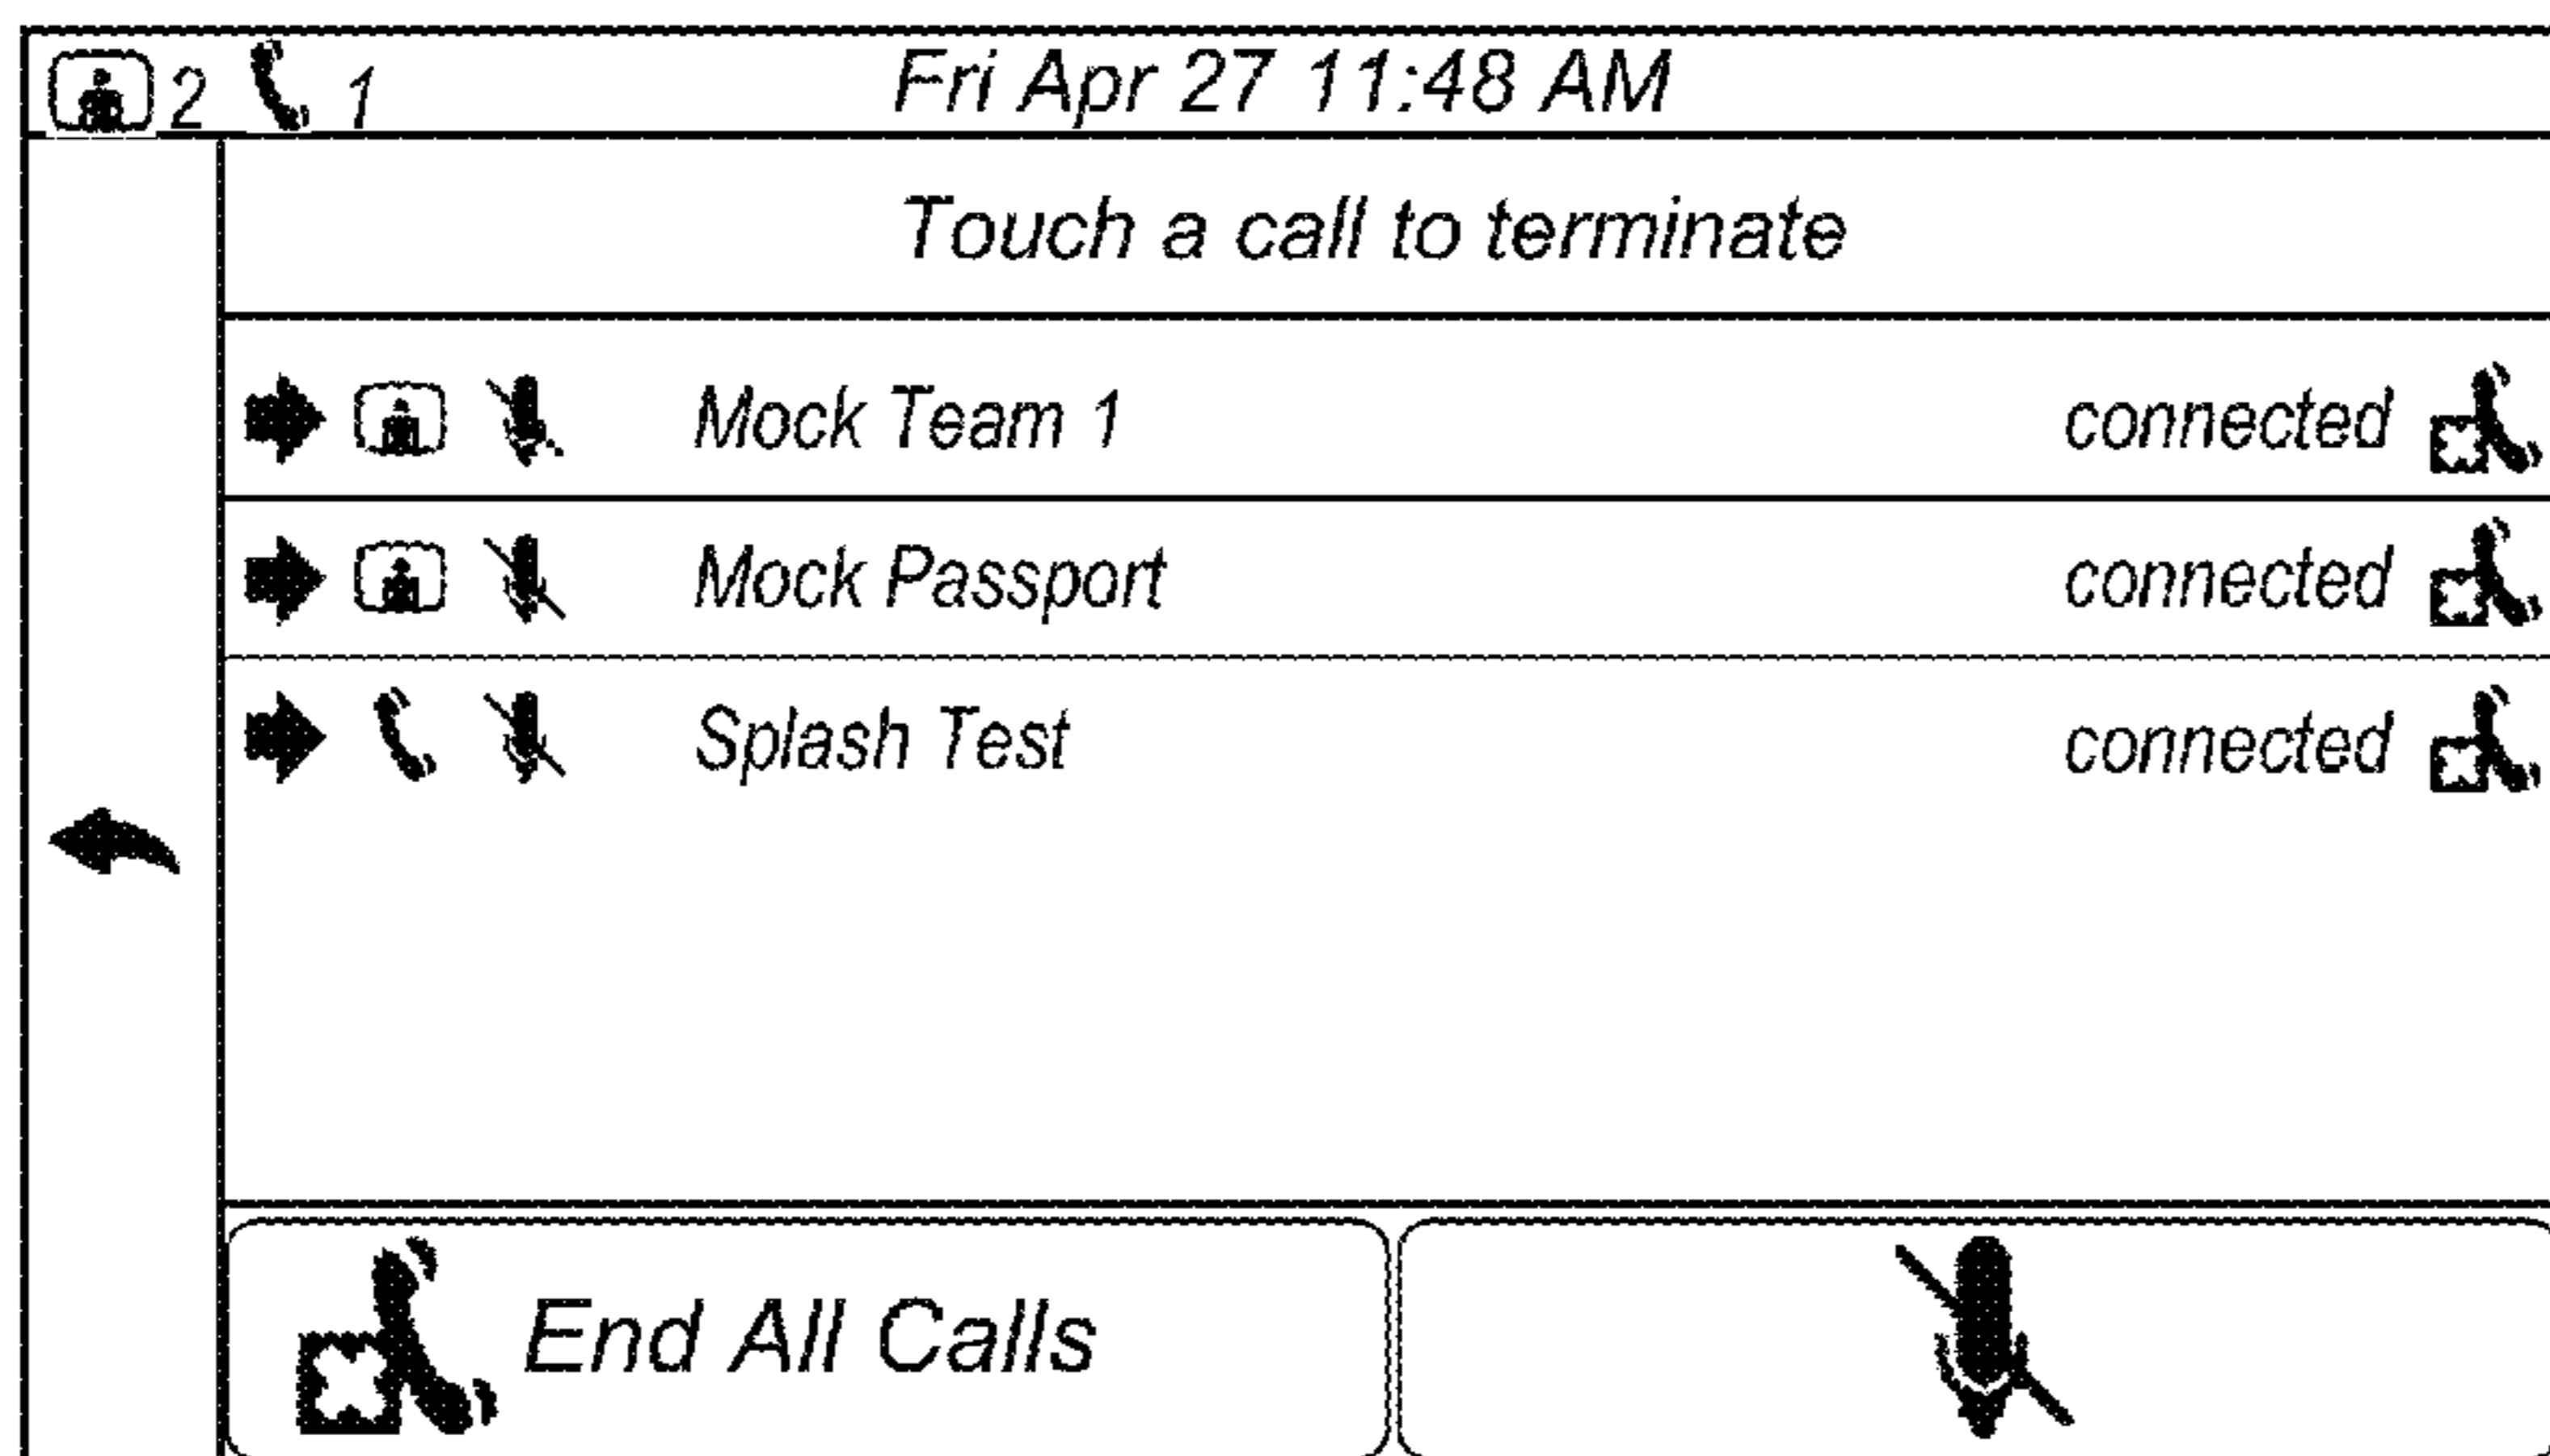 2 1 Fri Apr 27 11:48 AM
Touch a call to terminate
Mock Team 1 connected
Mock Passport connected
Splash Test connected
End All Calls